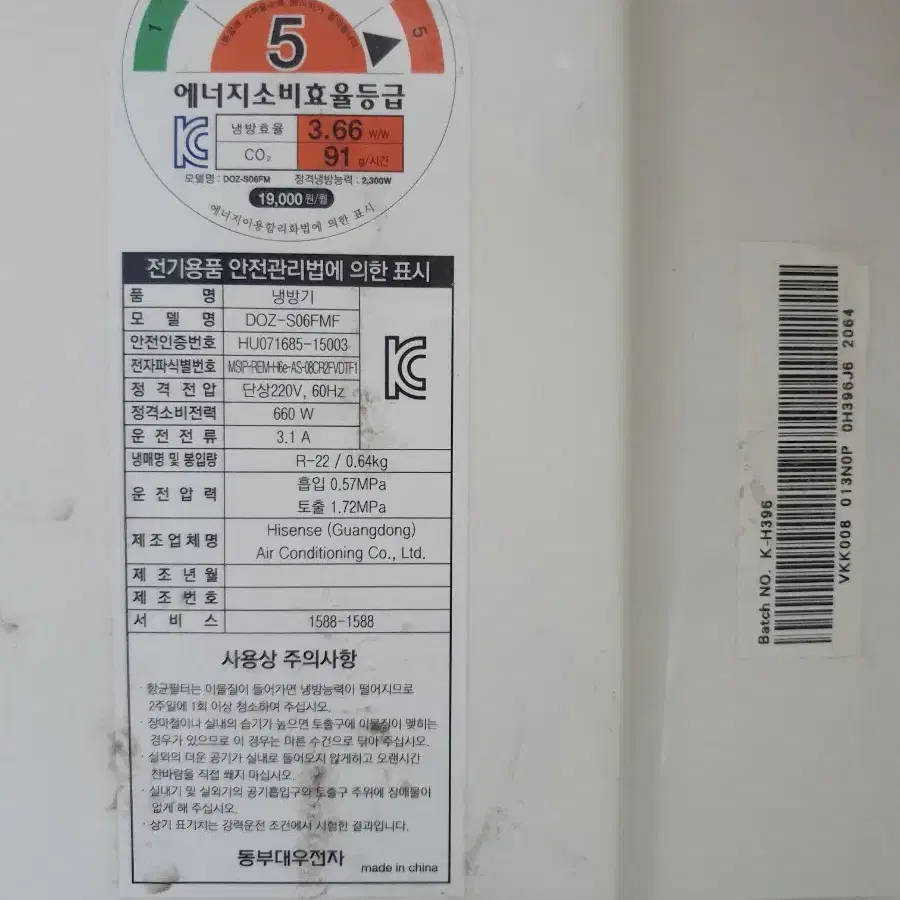 1
5
5
에너지소비효율등급
냉방효율 3.66 W/W
CO₂ 91 g/시간
모델명 : DOZ-S06FM 정격냉방능력 : 2,300W
19,000 원/월
에너지이용합리화법에 의한 표시
전기용품 안전관리법에 의한 표시
품 명 냉방기
모 델 명 DOZ-S06FMF
안전인증번호 HU071685-15003
전자파식별번호 MSIP-REM-H6e-AS-08CR2FVDTF1
정 격 전 압 단상220V, 60Hz
정격소비전력 660 W
운 전 전 류 3.1 A
냉매명 및 봉입량 R-22 / 0.64kg
운 전 압 력 흡입 0.57MPa
토출 1.72MPa
제조업체명 Hisense (Guangdong)
Air Conditioning Co., Ltd.
제 조 년 월
제 조 번 호
서 비 스 1588-1588
사용상 주의사항
· 항균필터는 이물질이 들어가면 냉방능력이 떨어지므로
2주일에 1회 이상 청소하여 주십시오.
· 장마철이나 실내의 습기가 높으면 토출구에 이물질이 맺히는
경우가 있으므로 이 경우는 마른 수건으로 닦아 주십시오.
· 실외의 더운 공기가 실내로 들어오지 않게하고 오랜시간
찬바람을 직접 쐐지 마십시오.
· 실내기 및 실외기의 공기흡입구와 토출구 주위에 장애물이
없게 해 주십시오.
· 상기 표기치는 강력운전 조건에서 시험한 결과입니다.
동부대우전자
made in china
Batch NO. K-H396
VKK008 013N0P 0H396J6 2064